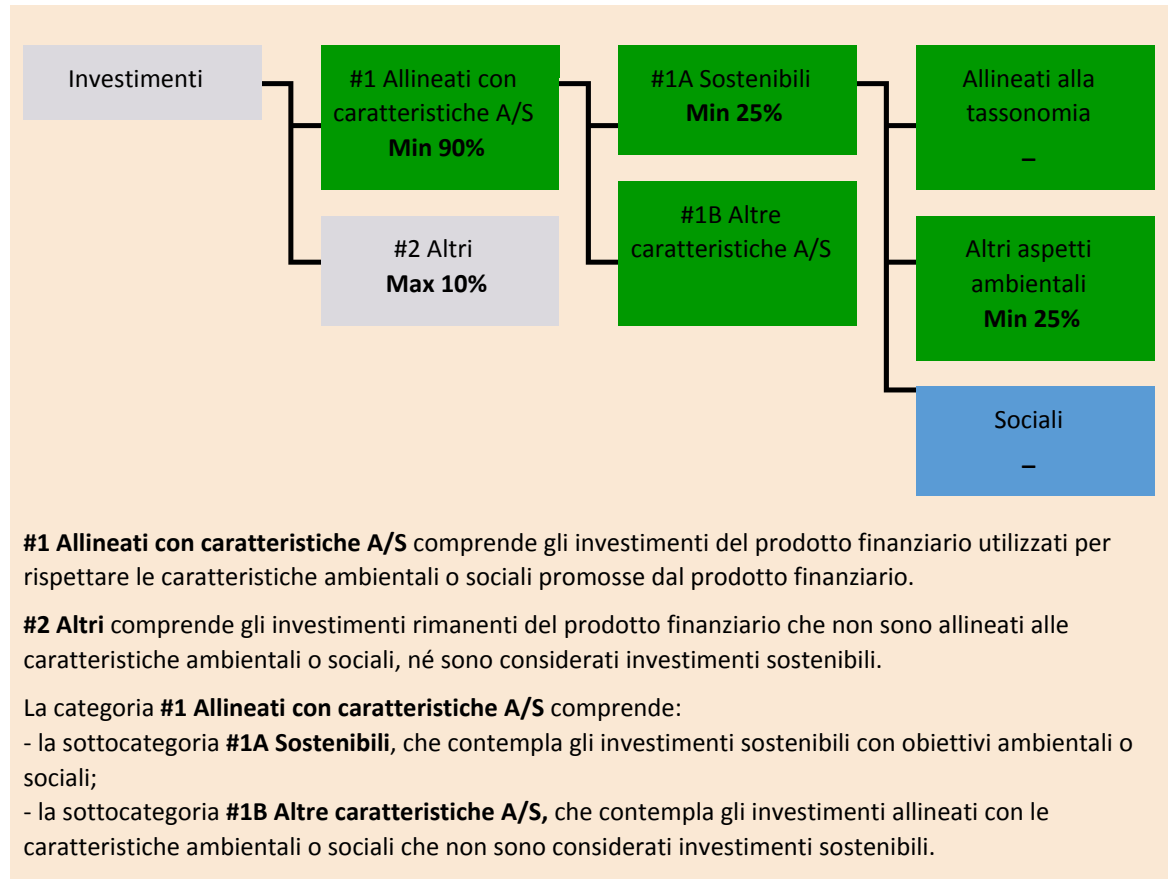 Investimenti
#1 Allineati con
caratteristiche A/S
Min 90%
#2 Altri
Max 10%
#1A Sostenibili
Min 25%
#1B Altre
caratteristiche A/S
Allineati alla
tassonomia
–
Altri aspetti
ambientali
Min 25%
Sociali
–
#1 Allineati con caratteristiche A/S comprende gli investimenti del prodotto finanziario utilizzati per
rispettare le caratteristiche ambientali o sociali promosse dal prodotto finanziario.
#2 Altri comprende gli investimenti rimanenti del prodotto finanziario che non sono allineati alle
caratteristiche ambientali o sociali, né sono considerati investimenti sostenibili.
La categoria #1 Allineati con caratteristiche A/S comprende:
- la sottocategoria #1A Sostenibili, che contempla gli investimenti sostenibili con obiettivi ambientali o
sociali;
- la sottocategoria #1B Altre caratteristiche A/S, che contempla gli investimenti allineati con le
caratteristiche ambientali o sociali che non sono considerati investimenti sostenibili.